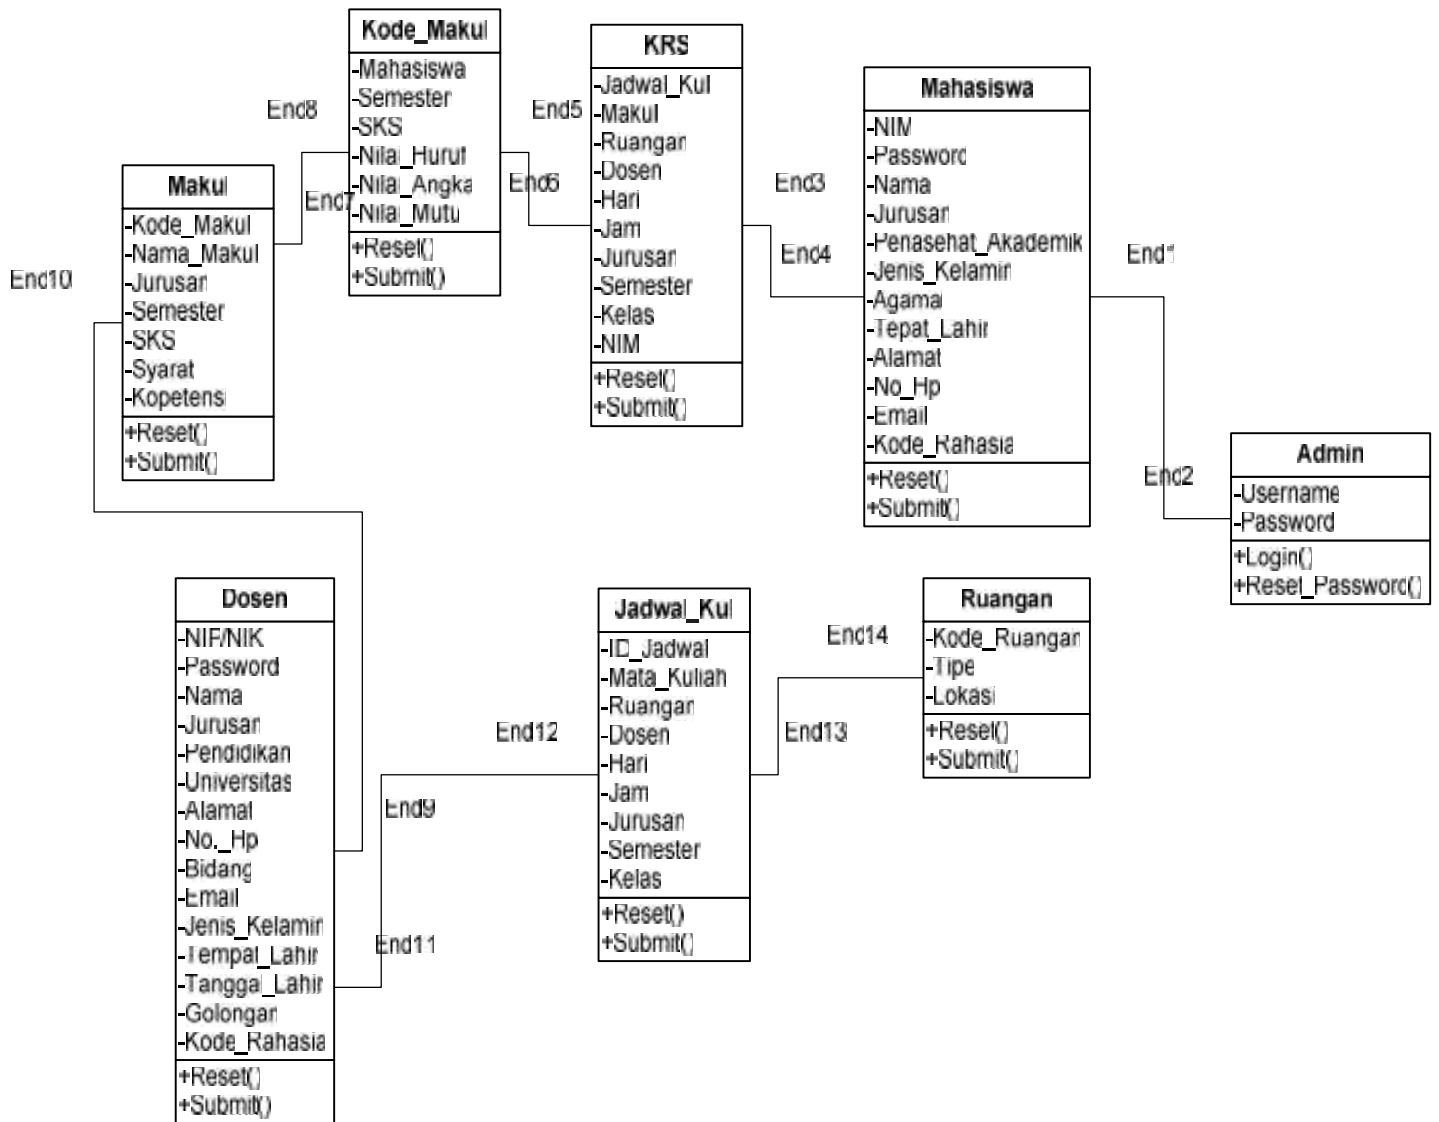 Kode_Makul
-Mahasiswa
-Semester
-SKS
-Nilai_Huruf
-Nilai_Angka
-Nilai_Mutu
+Reset()
+Submit()
KRS
-Jadwal_Kul
-Makul
-Ruangan
-Dosen
-Hari
-Jam
-Jurusan
-Semester
-Kelas
-NIM
+Reset()
+Submit()
Mahasiswa
-NIM
-Password
-Nama
-Jurusan
-Penasehat_Akademik
-Jenis_Kelamin
-Agama
-Tepat_Lahir
-Alamat
-No_Hp
-Email
-Kode_Rahasia
+Reset()
+Submit()
End8
End7
End5
End6
End3
End4
End1
End2
Makul
-Kode_Makul
-Nama_Makul
-Jurusan
-Semester
-SKS
-Syarat
-Kopetensi
+Reset()
+Submit()
End10
Admin
-Username
-Password
+Login()
+Reset_Password()
Dosen
-NIP/NIK
-Password
-Nama
-Jurusan
-Pendidikan
-Universitas
-Alamat
-No._Hp
-Bidang
-Email
-Jenis_Kelamin
-Tempat_Lahir
-Tanggal_Lahir
-Golongan
-Kode_Rahasia
+Reset()
+Submit()
End12
End9
End11
Jadwal_Kul
-ID_Jadwal
-Mata_Kuliah
-Ruangan
-Dosen
-Hari
-Jam
-Jurusan
-Semester
-Kelas
+Reset()
+Submit()
End14
End13
Ruangan
-Kode_Ruangan
-Tipe
-Lokasi
+Reset()
+Submit()